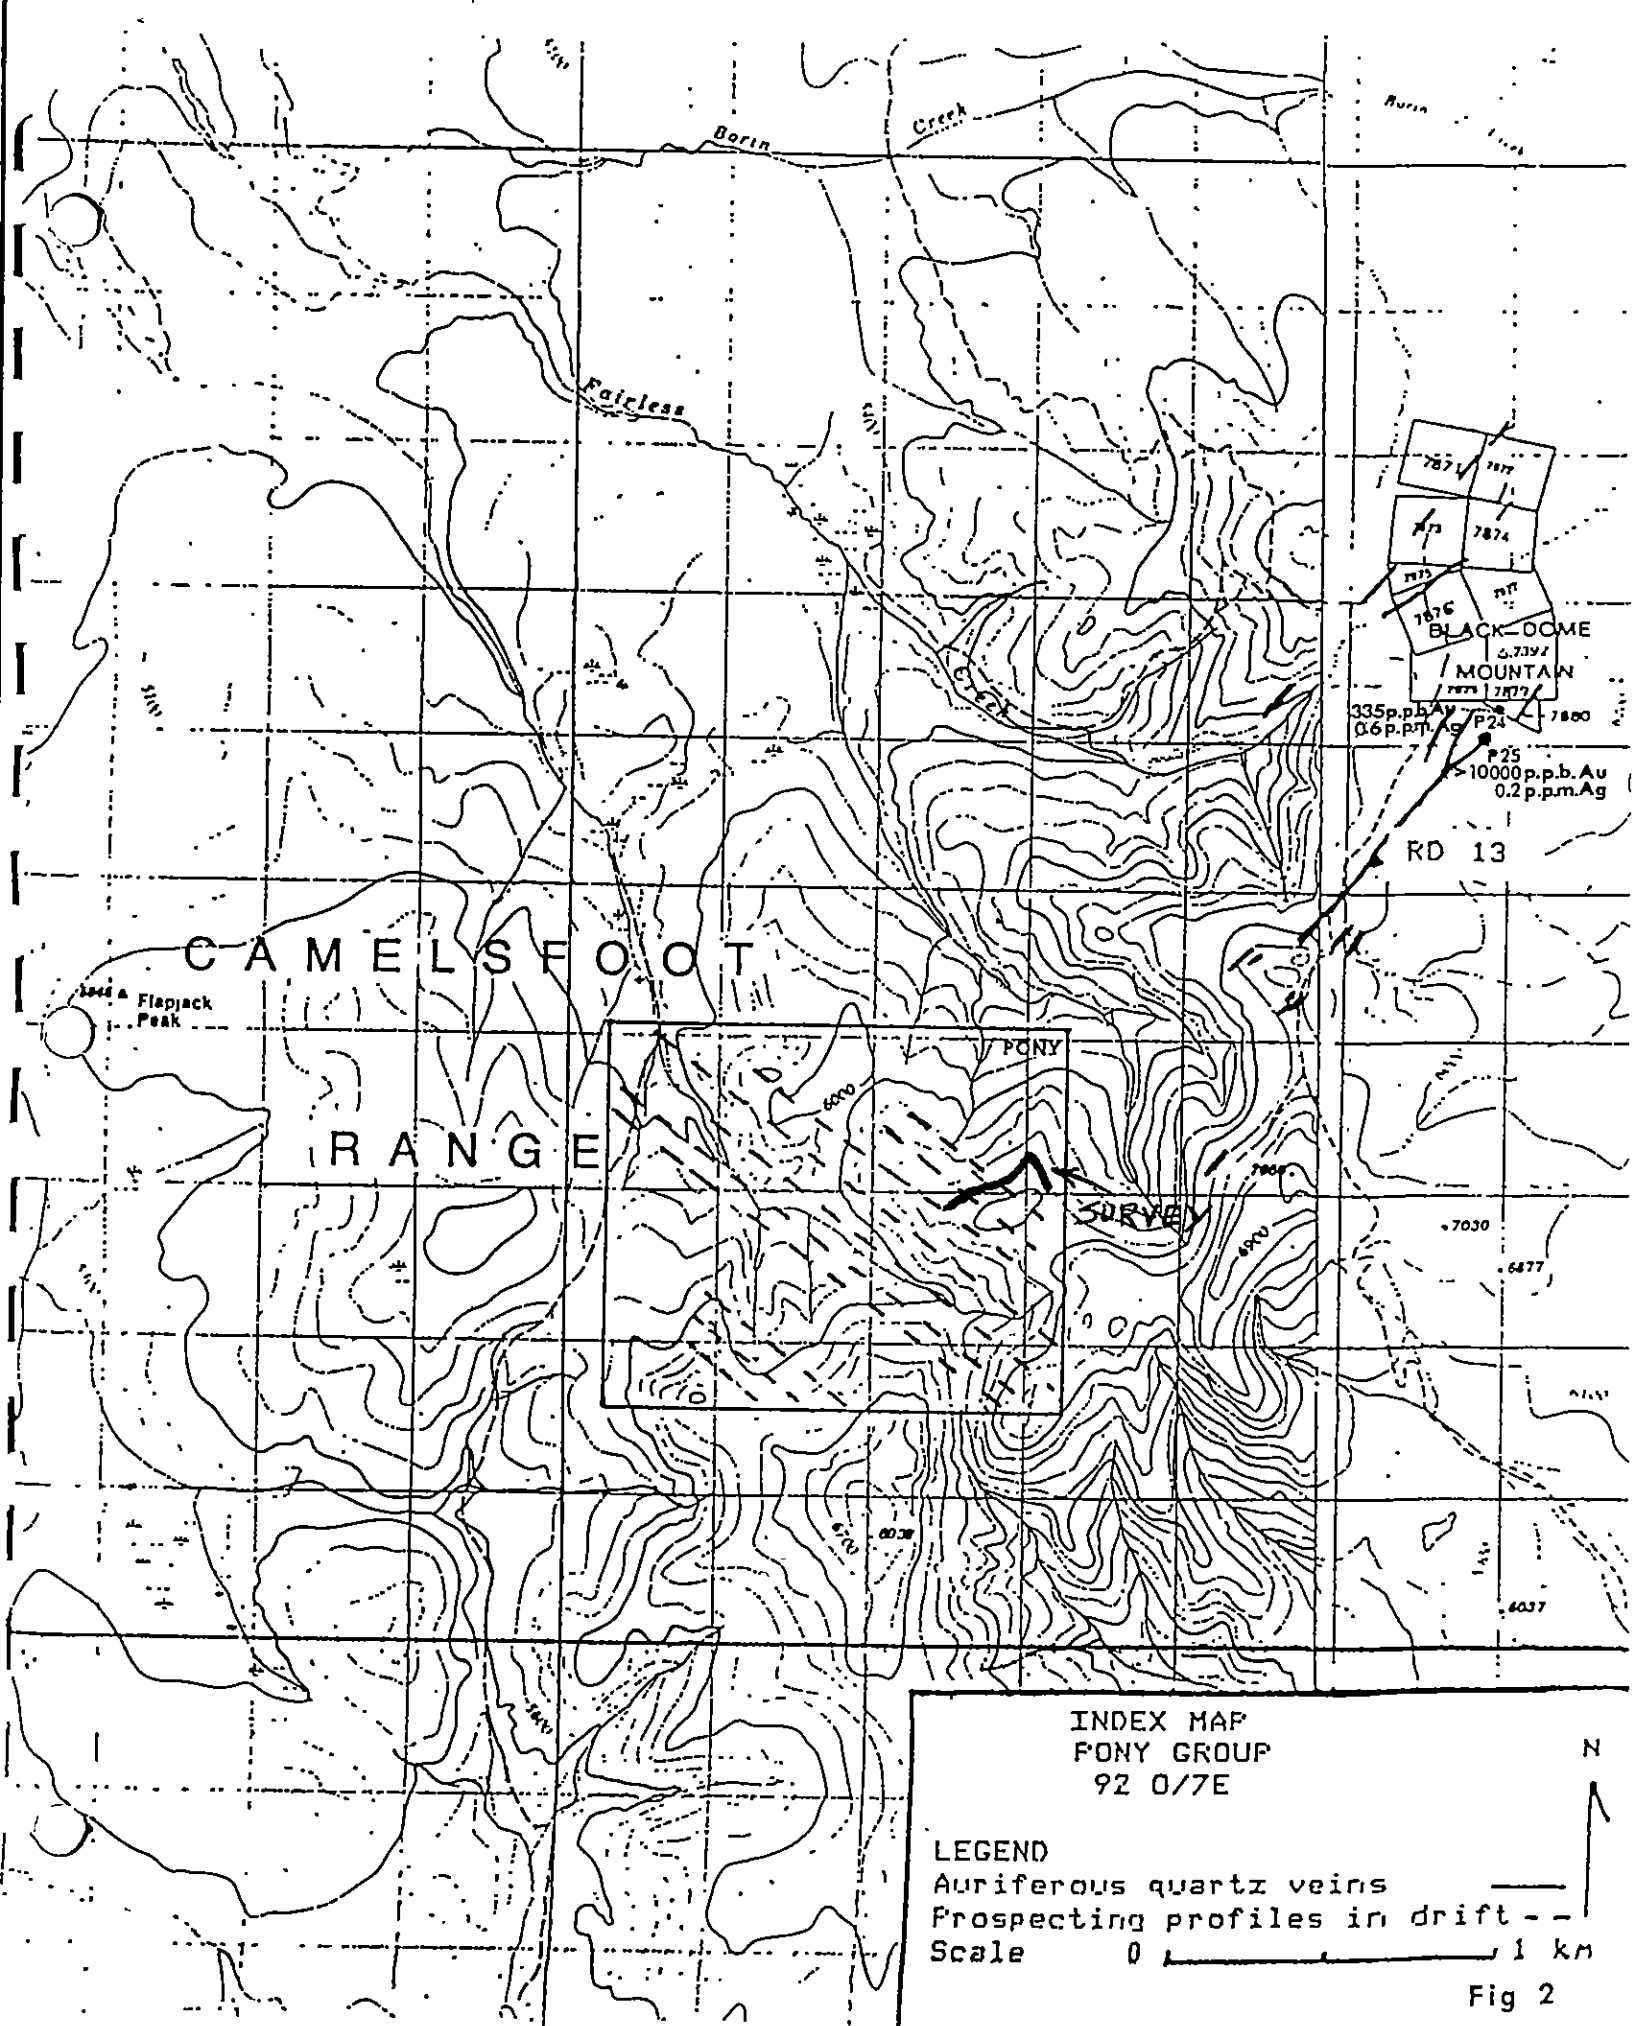 Borin
Creek
Fairless
7871
7874
7876
BLACK DOME
MOUNTAIN
335p.p.b.Au
0.6p.p.m.Ag
P24
7880
P25
>10000p.p.b.Au
0.2p.p.m.Ag
Creek
RD 13
CAMELSFOOT
Flapjack
Peak
PONY
6000
RANGE
SURVEY
7030
6900
6877
6038
6037
INDEX MAP
PONY GROUP
92 O/7E
N
LEGEND
Auriferous quartz veins
Prospecting profiles in drift
Scale 0 1 km
Fig 2